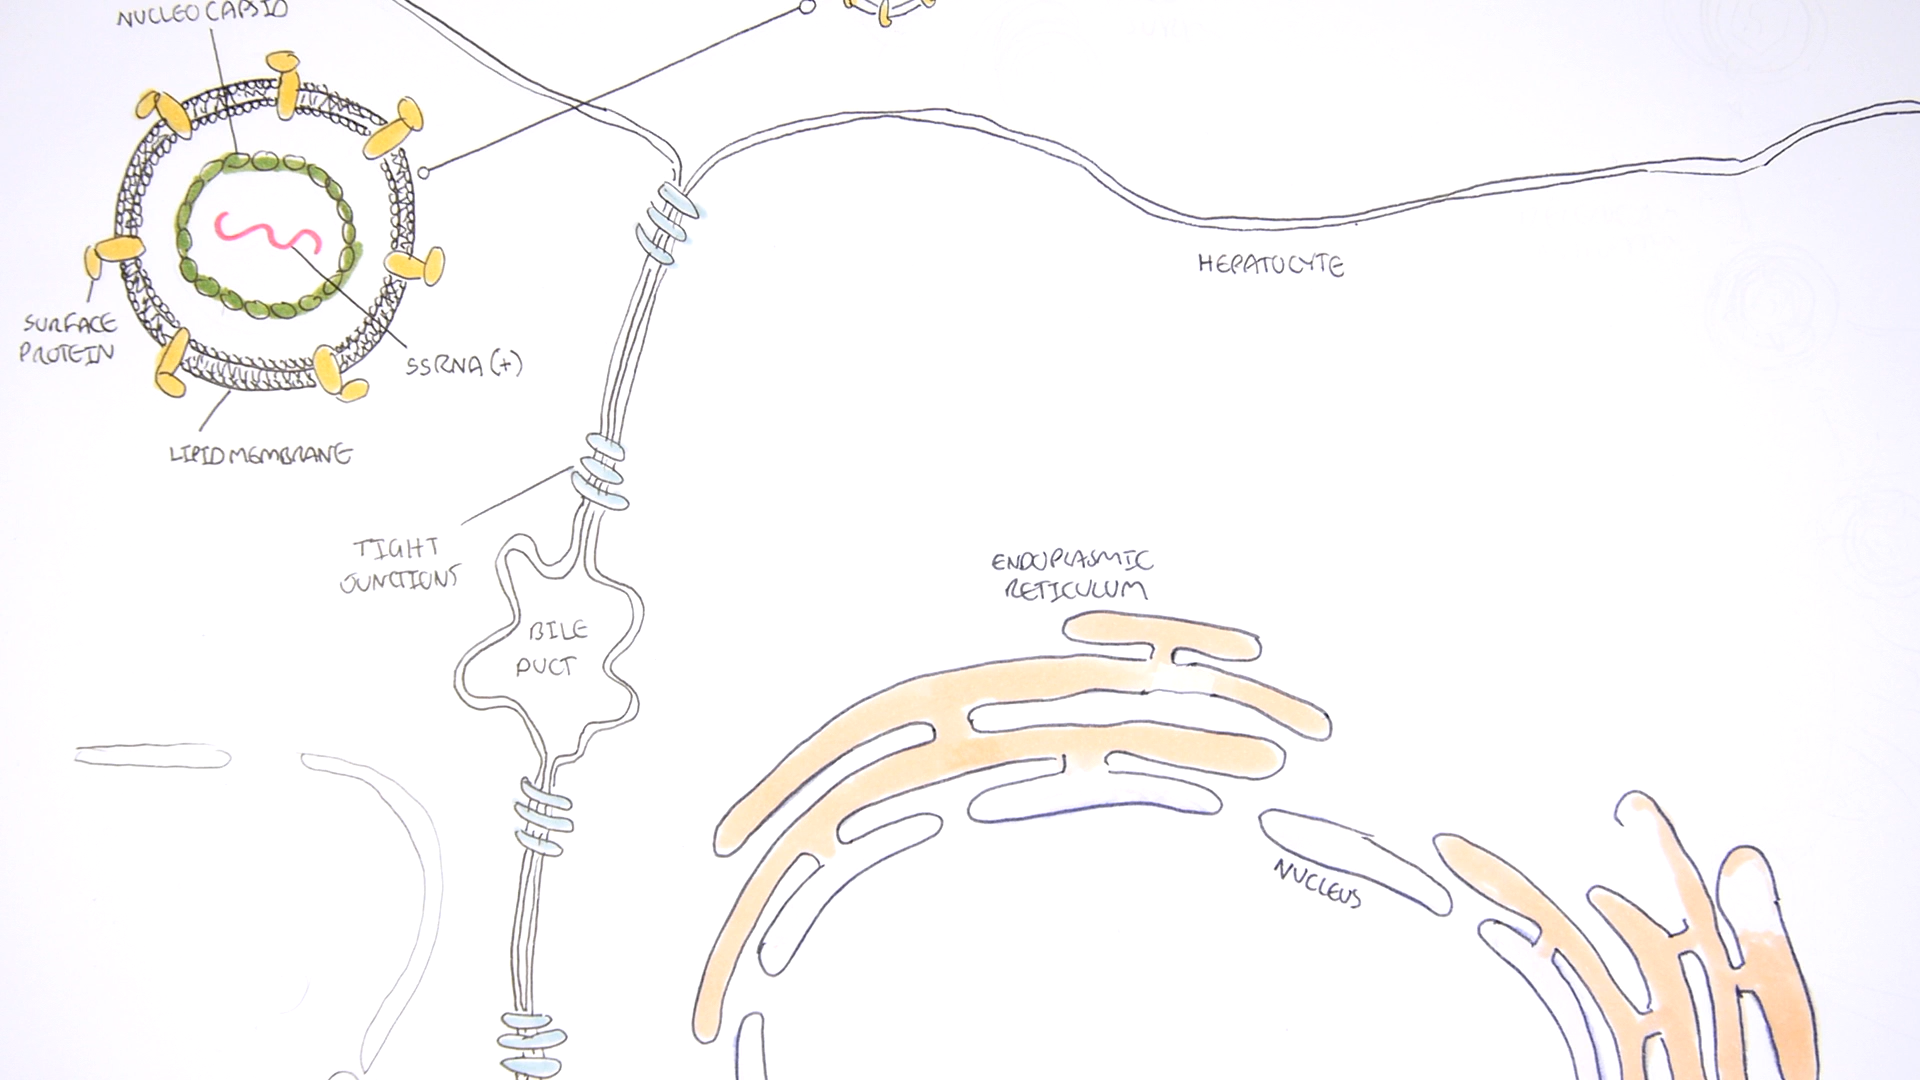 NUCLEOCAPSID
SURFACE
PROTEIN
SSRNA (+)
LIPID MEMBRANE
HEPATOCYTE
TIGHT
JUNCTIONS
BILE
DUCT
ENDOPLASMIC
RETICULUM
NUCLEUS